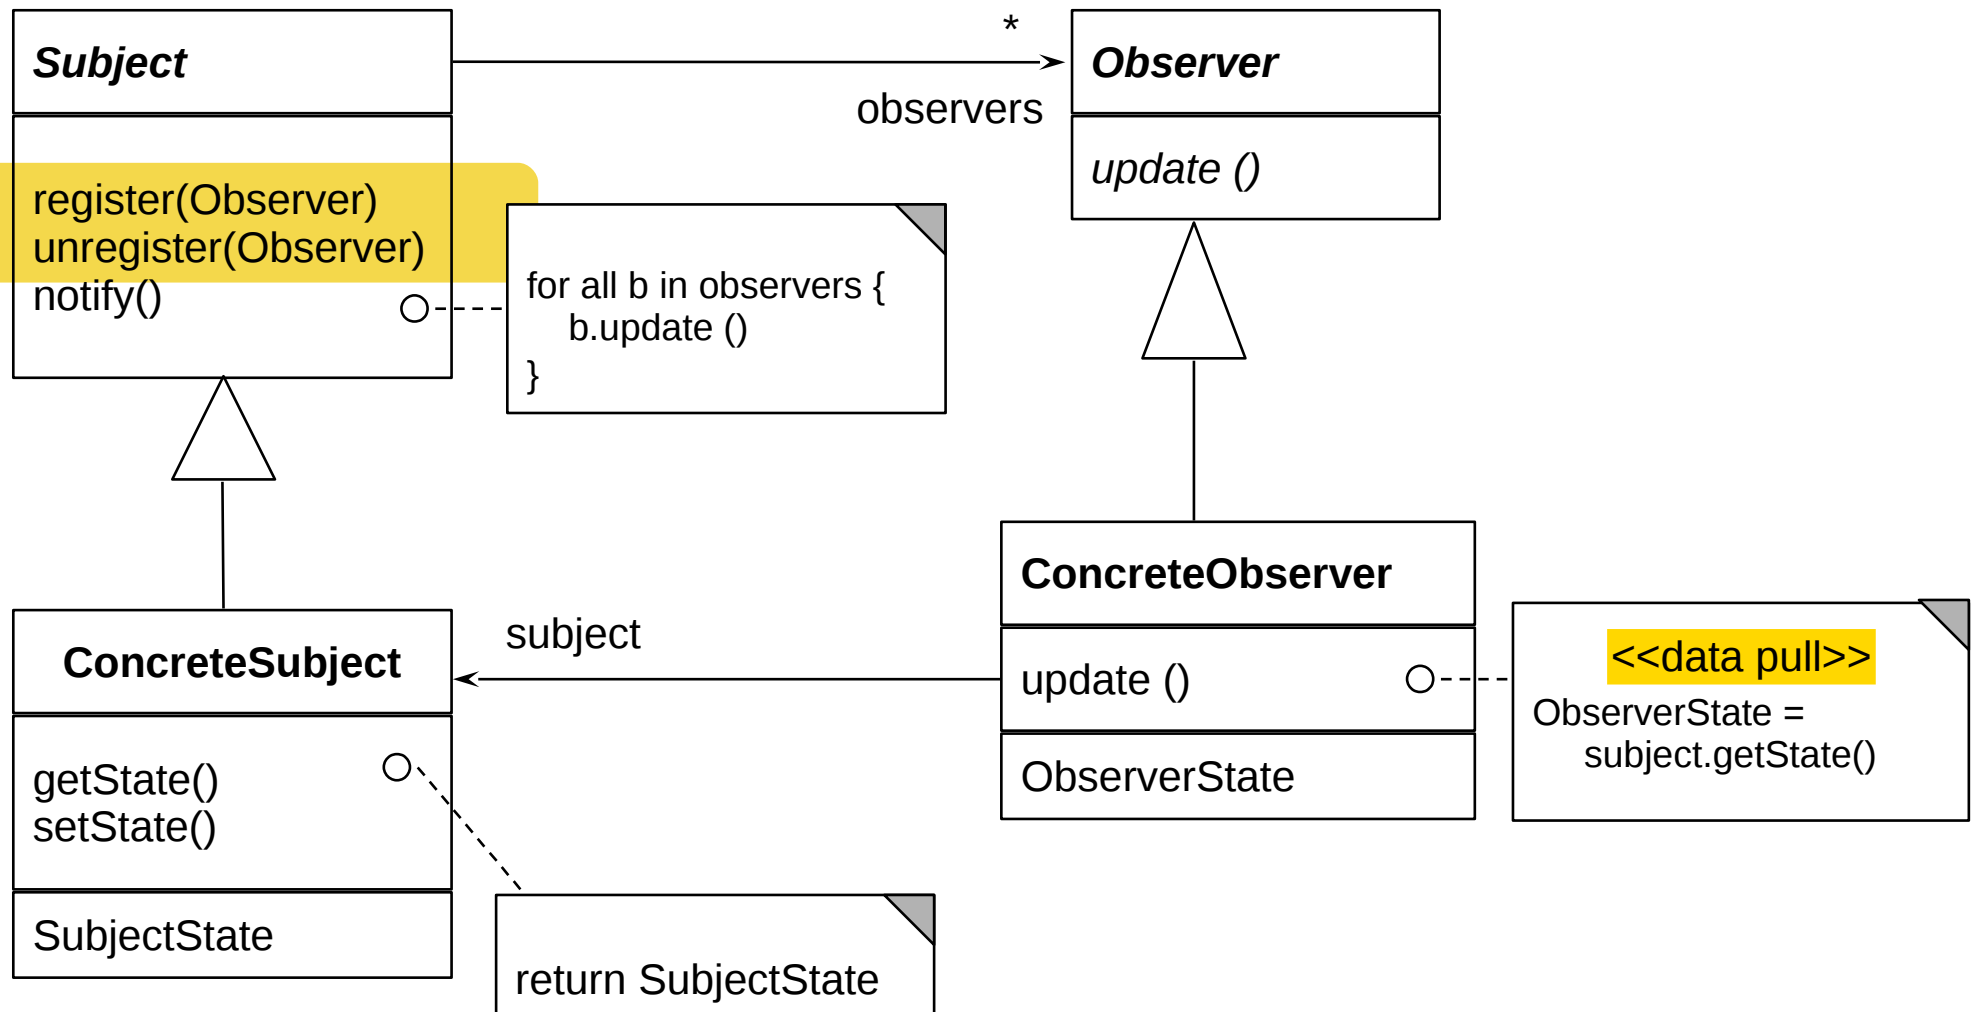 Subject
register(Observer)
unregister(Observer)
notify()
for all b in observers {
b.update ()
}
*
observers
Observer
update ()
ConcreteSubject
getState()
setState()
SubjectState
return SubjectState
subject
ConcreteObserver
update ()
ObserverState
<<data pull>>
ObserverState =
subject.getState()